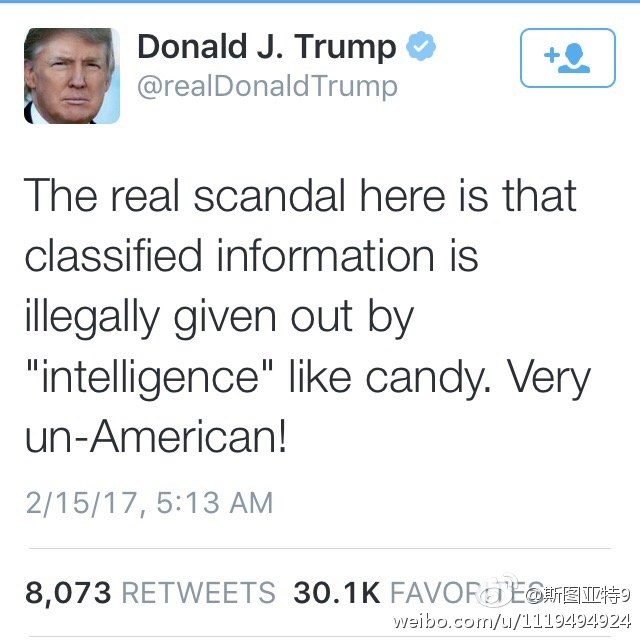 Donald J. Trump
@realDonaldTrump
The real scandal here is that
classified information is
illegally given out by
"intelligence" like candy. Very
un-American!
2/15/17, 5:13 AM
8,073 RETWEETS 30.1K FAVORITES
@斯图亚特9
weibo.com/u/1119494924